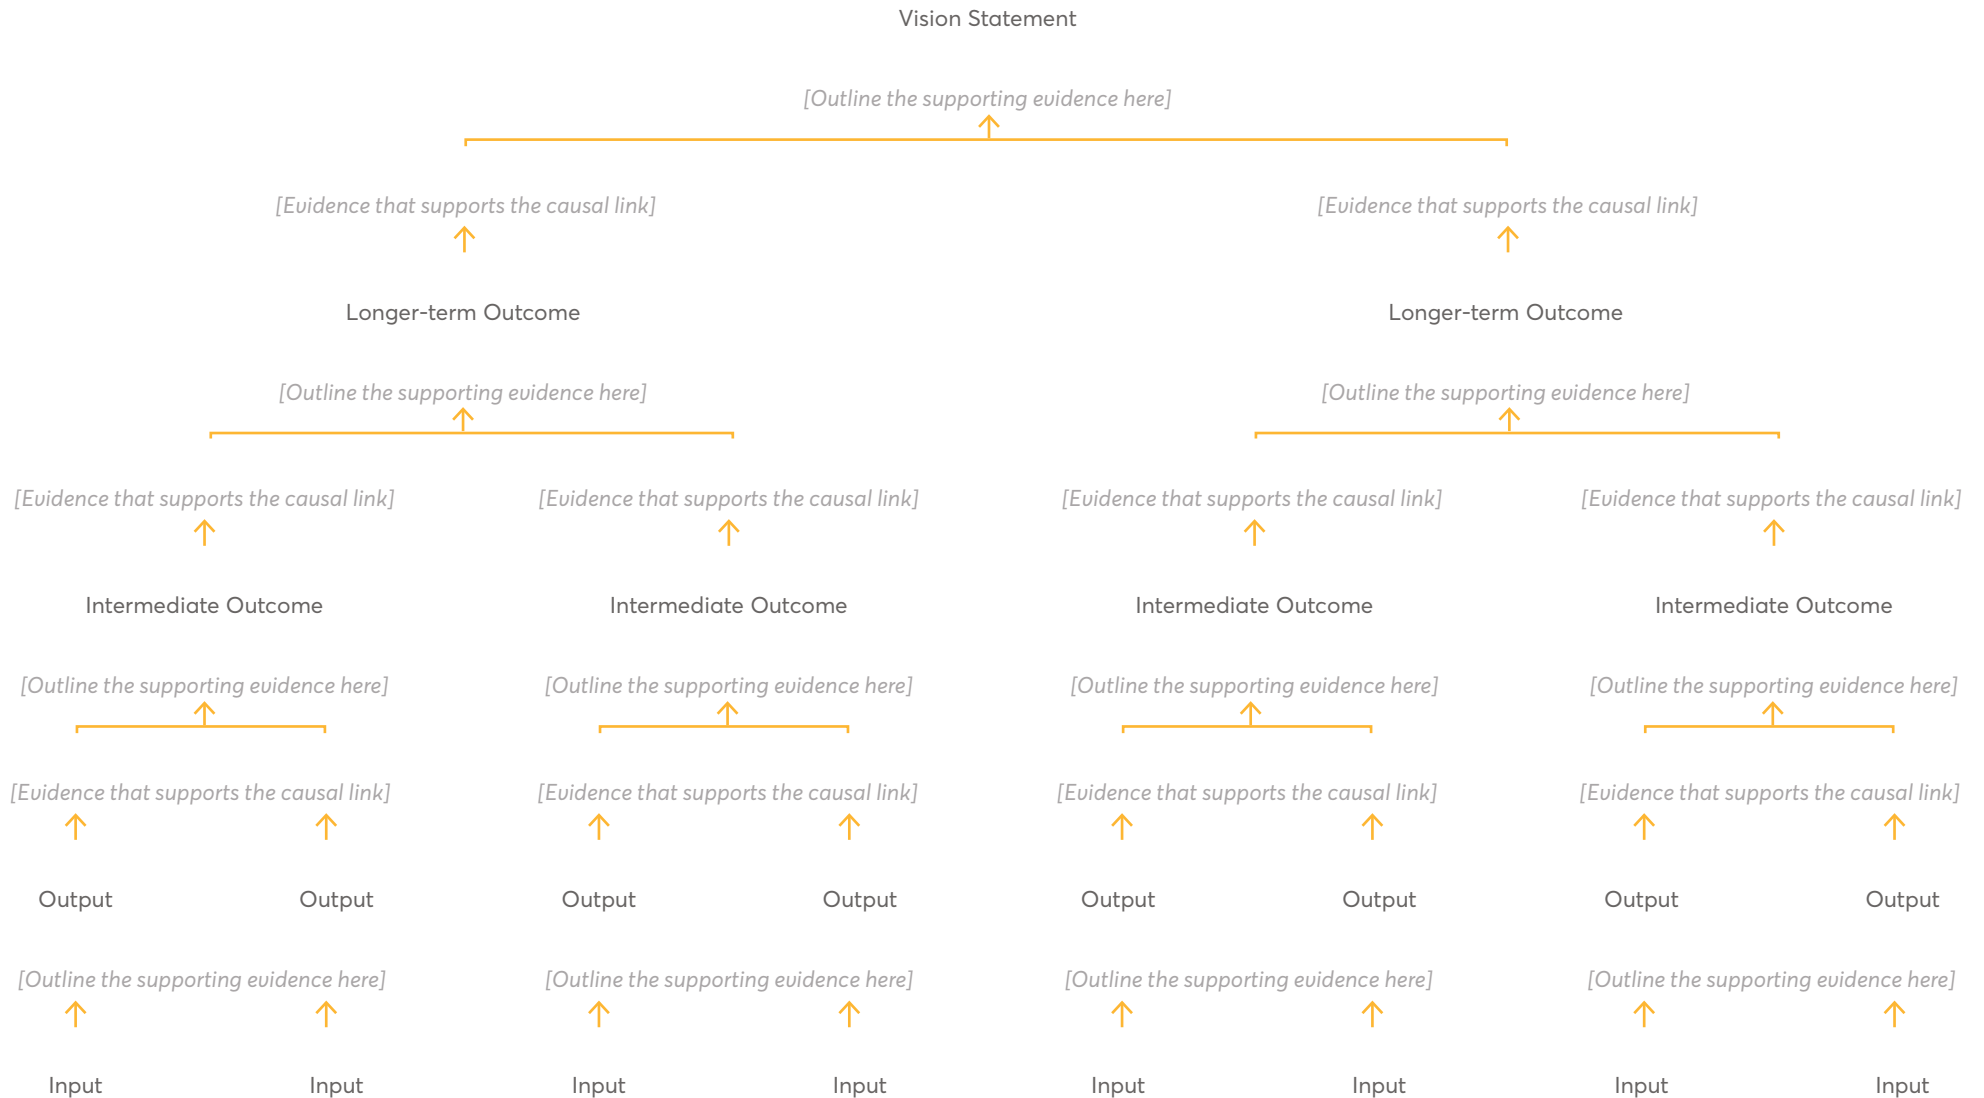 Vision Statement
[Outline the supporting evidence here]
[Evidence that supports the causal link] [Evidence that supports the causal link]
Longer-term Outcome Longer-term Outcome
[Outline the supporting evidence here] [Outline the supporting evidence here]
[Evidence that supports the causal link] [Evidence that supports the causal link] [Evidence that supports the causal link] [Evidence that supports the causal link]
Intermediate Outcome Intermediate Outcome Intermediate Outcome Intermediate Outcome
[Outline the supporting evidence here] [Outline the supporting evidence here] [Outline the supporting evidence here] [Outline the supporting evidence here]
[Evidence that supports the causal link] [Evidence that supports the causal link] [Evidence that supports the causal link] [Evidence that supports the causal link]
Output Output Output Output Output Output Output Output
[Outline the supporting evidence here] [Outline the supporting evidence here] [Outline the supporting evidence here] [Outline the supporting evidence here]
Input Input Input Input Input Input Input Input